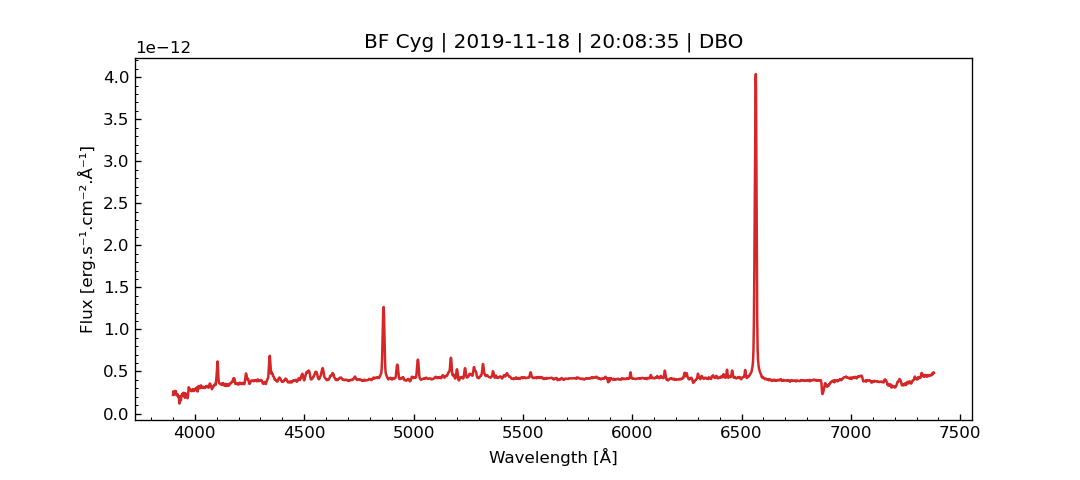 BF Cyg | 2019-11-18 | 20:08:35 | DBO
1e−12
4.0
3.5
3.0
2.5
2.0
1.5
1.0
0.5
0.0
Flux [erg.s⁻¹.cm⁻².Å⁻¹]
4000 4500 5000 5500 6000 6500 7000 7500
Wavelength [Å]